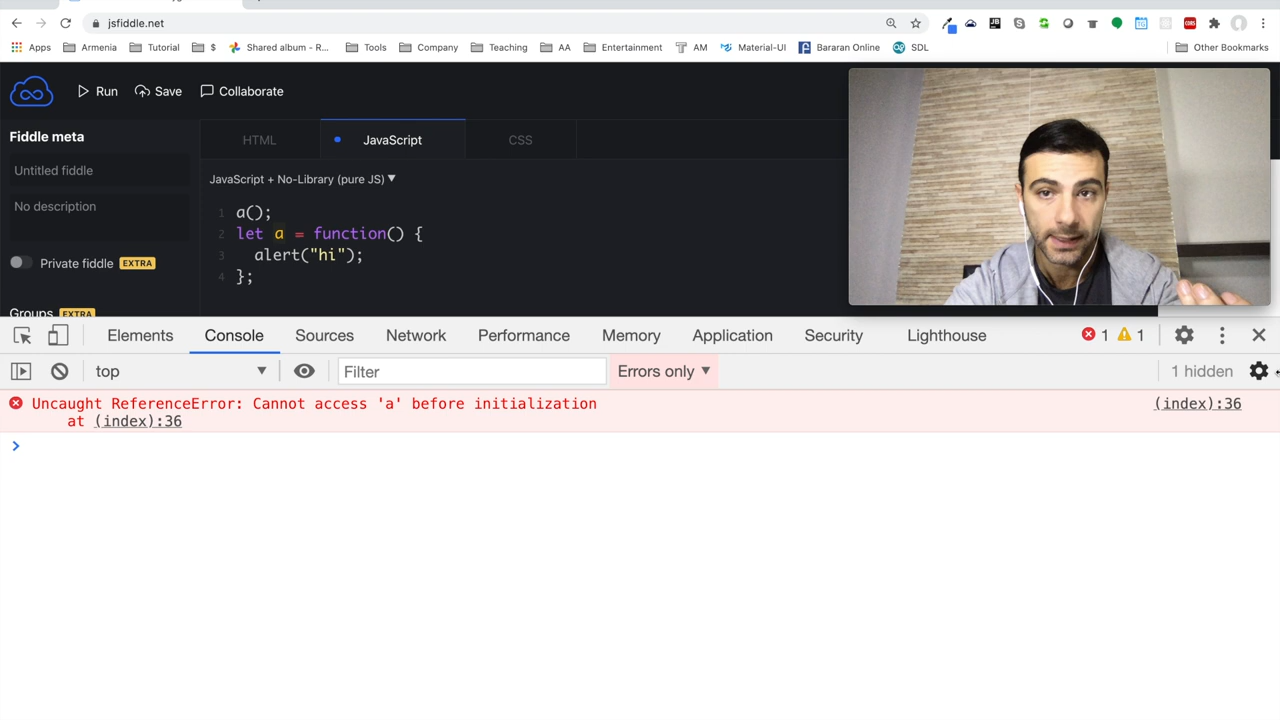 jsfiddle.net
Apps Armenia Tutorial $ Shared album - R... Tools Company Teaching AA Entertainment AM Material-UI Bararan Online SDL Other Bookmarks
Run Save Collaborate
Fiddle meta
HTML JavaScript CSS
Untitled fiddle
JavaScript + No-Library (pure JS) ▼
No description
1 a();
2 let a = function() {
3 alert("hi");
4 };
Private fiddle EXTRA
Groups EXTRA
Elements Console Sources Network Performance Memory Application Security Lighthouse 1 1
top ▼ Filter Errors only ▼ 1 hidden
Uncaught ReferenceError: Cannot access 'a' before initialization (index):36
at (index):36
>